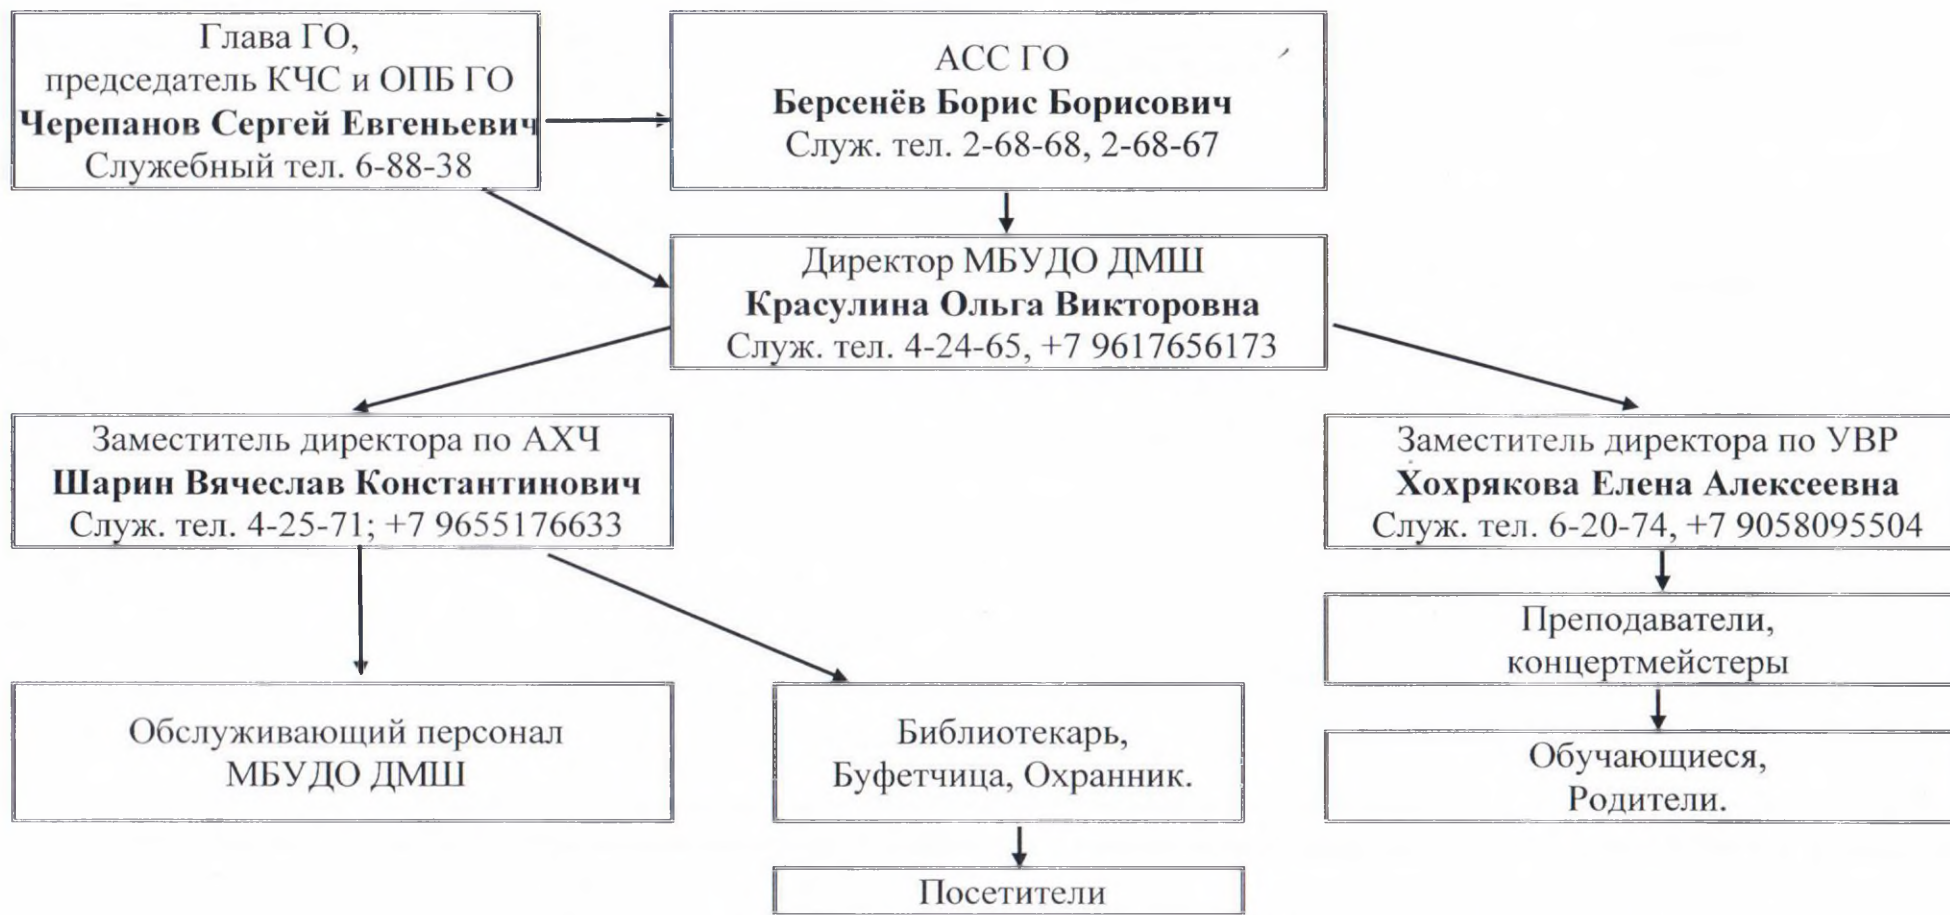 Глава ГО,
председатель КЧС и ОПБ ГО
Черепанов Сергей Евгеньевич
Служебный тел. 6-88-38
АСС ГО
Берсенёв Борис Борисович
Служ. тел. 2-68-68, 2-68-67
Директор МБУДО ДМШ
Красулина Ольга Викторовна
Служ. тел. 4-24-65, +7 9617656173
Заместитель директора по АХЧ
Шарин Вячеслав Константинович
Служ. тел. 4-25-71; +7 9655176633
Заместитель директора по УВР
Хохрякова Елена Алексеевна
Служ. тел. 6-20-74, +7 9058095504
Преподаватели,
концертмейстеры
Обслуживающий персонал
МБУДО ДМШ
Библиотекарь,
Буфетчица, Охранник.
Обучающиеся,
Родители.
Посетители